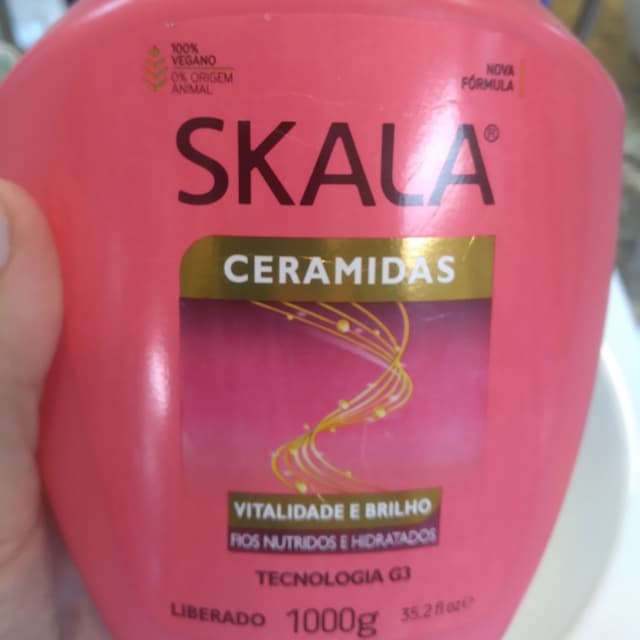 100%
VEGANO
0% ORIGEM
ANIMAL
NOVA
FÓRMULA
SKALA®
CERAMIDAS
VITALIDADE E BRILHO
FIOS NUTRIDOS E HIDRATADOS
TECNOLOGIA G3
LIBERADO 1000g 35.2 fl oz ℮